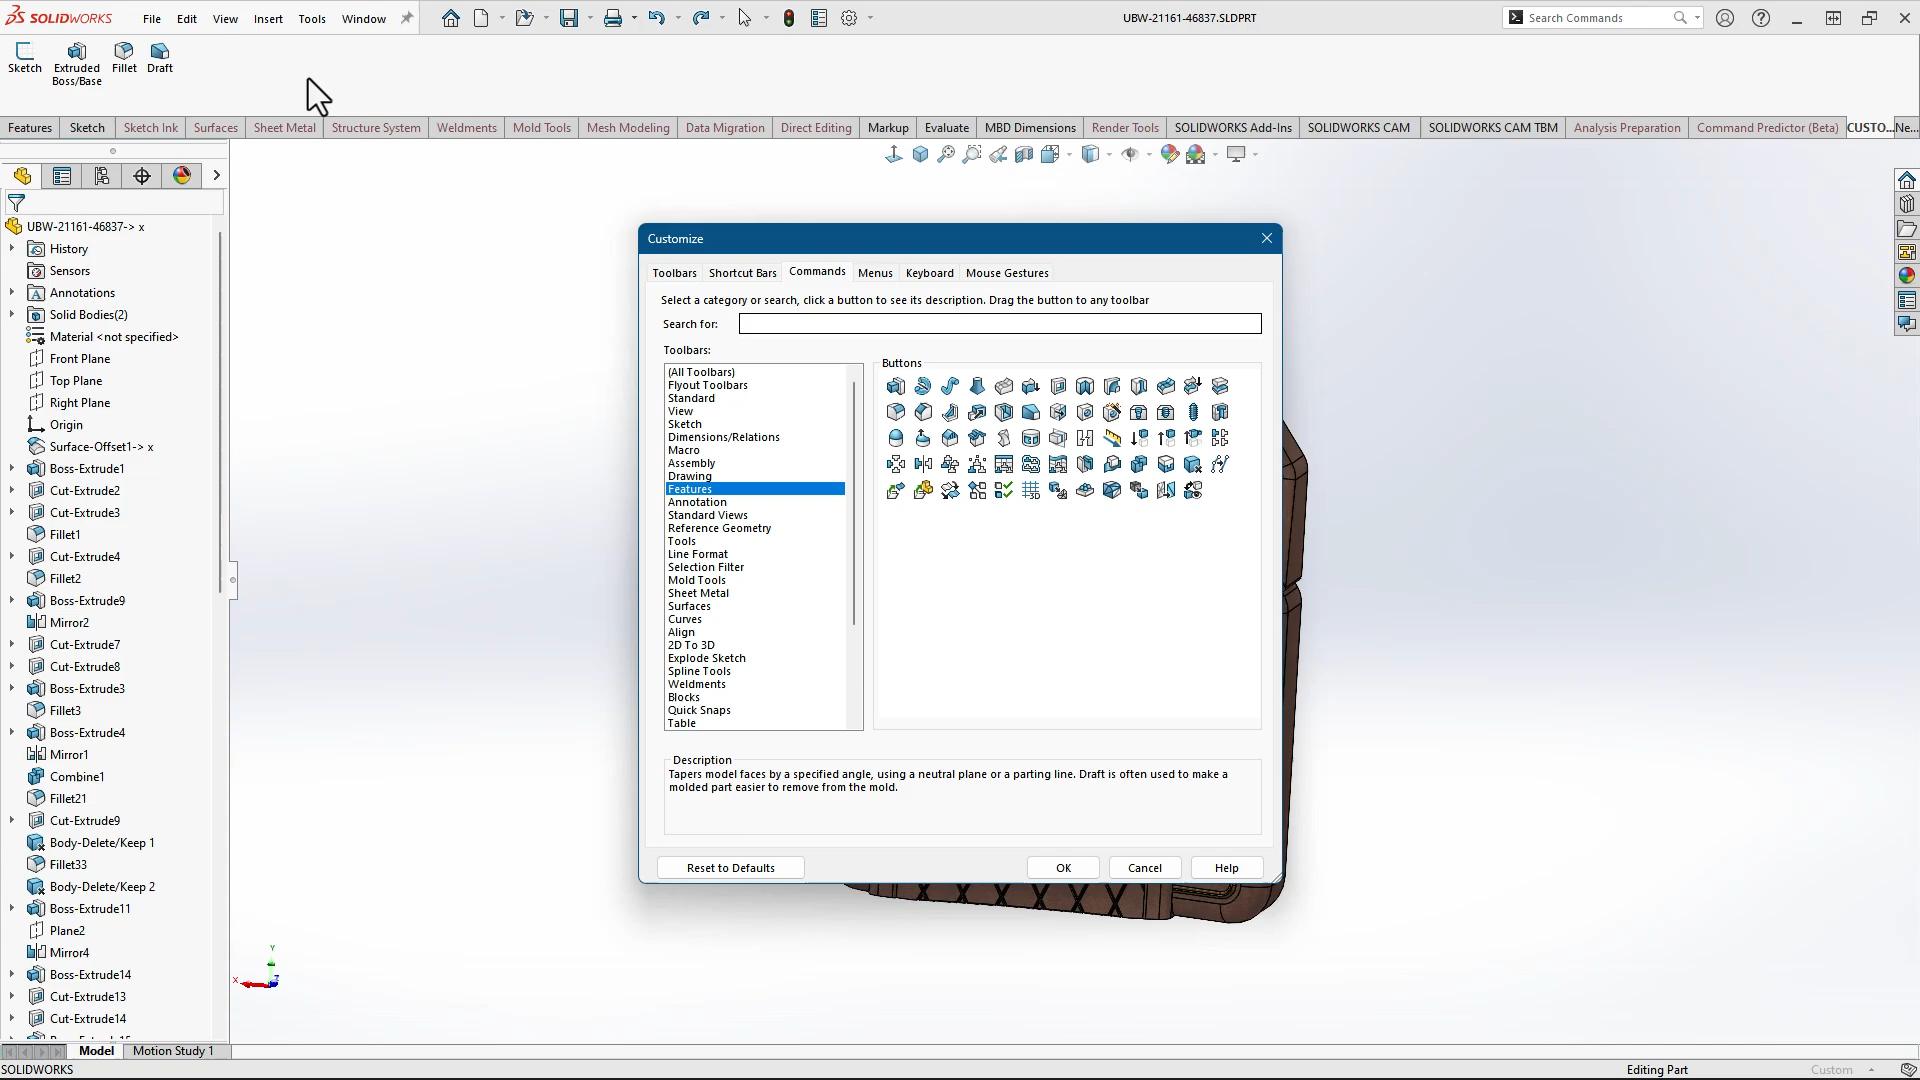 SOLIDWORKS File Edit View Insert Tools Window UBW-21161-46837.SLDPRT Search Commands
Sketch Extruded Boss/Base Fillet Draft
Features Sketch Sketch Ink Surfaces Sheet Metal Structure System Weldments Mold Tools Mesh Modeling Data Migration Direct Editing Markup Evaluate MBD Dimensions Render Tools SOLIDWORKS Add-Ins SOLIDWORKS CAM SOLIDWORKS CAM TBM Analysis Preparation Command Predictor (Beta) CUSTO... Ne...
UBW-21161-46837-> x
History
Sensors
Annotations
Solid Bodies(2)
Material <not specified>
Front Plane
Top Plane
Right Plane
Origin
Surface-Offset1-> x
Boss-Extrude1
Cut-Extrude2
Cut-Extrude3
Fillet1
Cut-Extrude4
Fillet2
Boss-Extrude9
Mirror2
Cut-Extrude7
Cut-Extrude8
Boss-Extrude3
Fillet3
Boss-Extrude4
Mirror1
Combine1
Fillet21
Cut-Extrude9
Body-Delete/Keep 1
Fillet33
Body-Delete/Keep 2
Boss-Extrude11
Plane2
Mirror4
Boss-Extrude14
Cut-Extrude13
Cut-Extrude14
Customize
Toolbars Shortcut Bars Commands Menus Keyboard Mouse Gestures
Select a category or search, click a button to see its description. Drag the button to any toolbar
Search for:
Toolbars:
(All Toolbars)
Flyout Toolbars
Standard
View
Sketch
Dimensions/Relations
Macro
Assembly
Drawing
Features
Annotation
Standard Views
Reference Geometry
Tools
Line Format
Selection Filter
Mold Tools
Sheet Metal
Surfaces
Curves
Align
2D To 3D
Explode Sketch
Spline Tools
Weldments
Blocks
Quick Snaps
Table
Buttons
Description
Tapers model faces by a specified angle, using a neutral plane or a parting line. Draft is often used to make a
molded part easier to remove from the mold.
Reset to Defaults OK Cancel Help
Y
X
Z
Model Motion Study 1
SOLIDWORKS Editing Part Custom